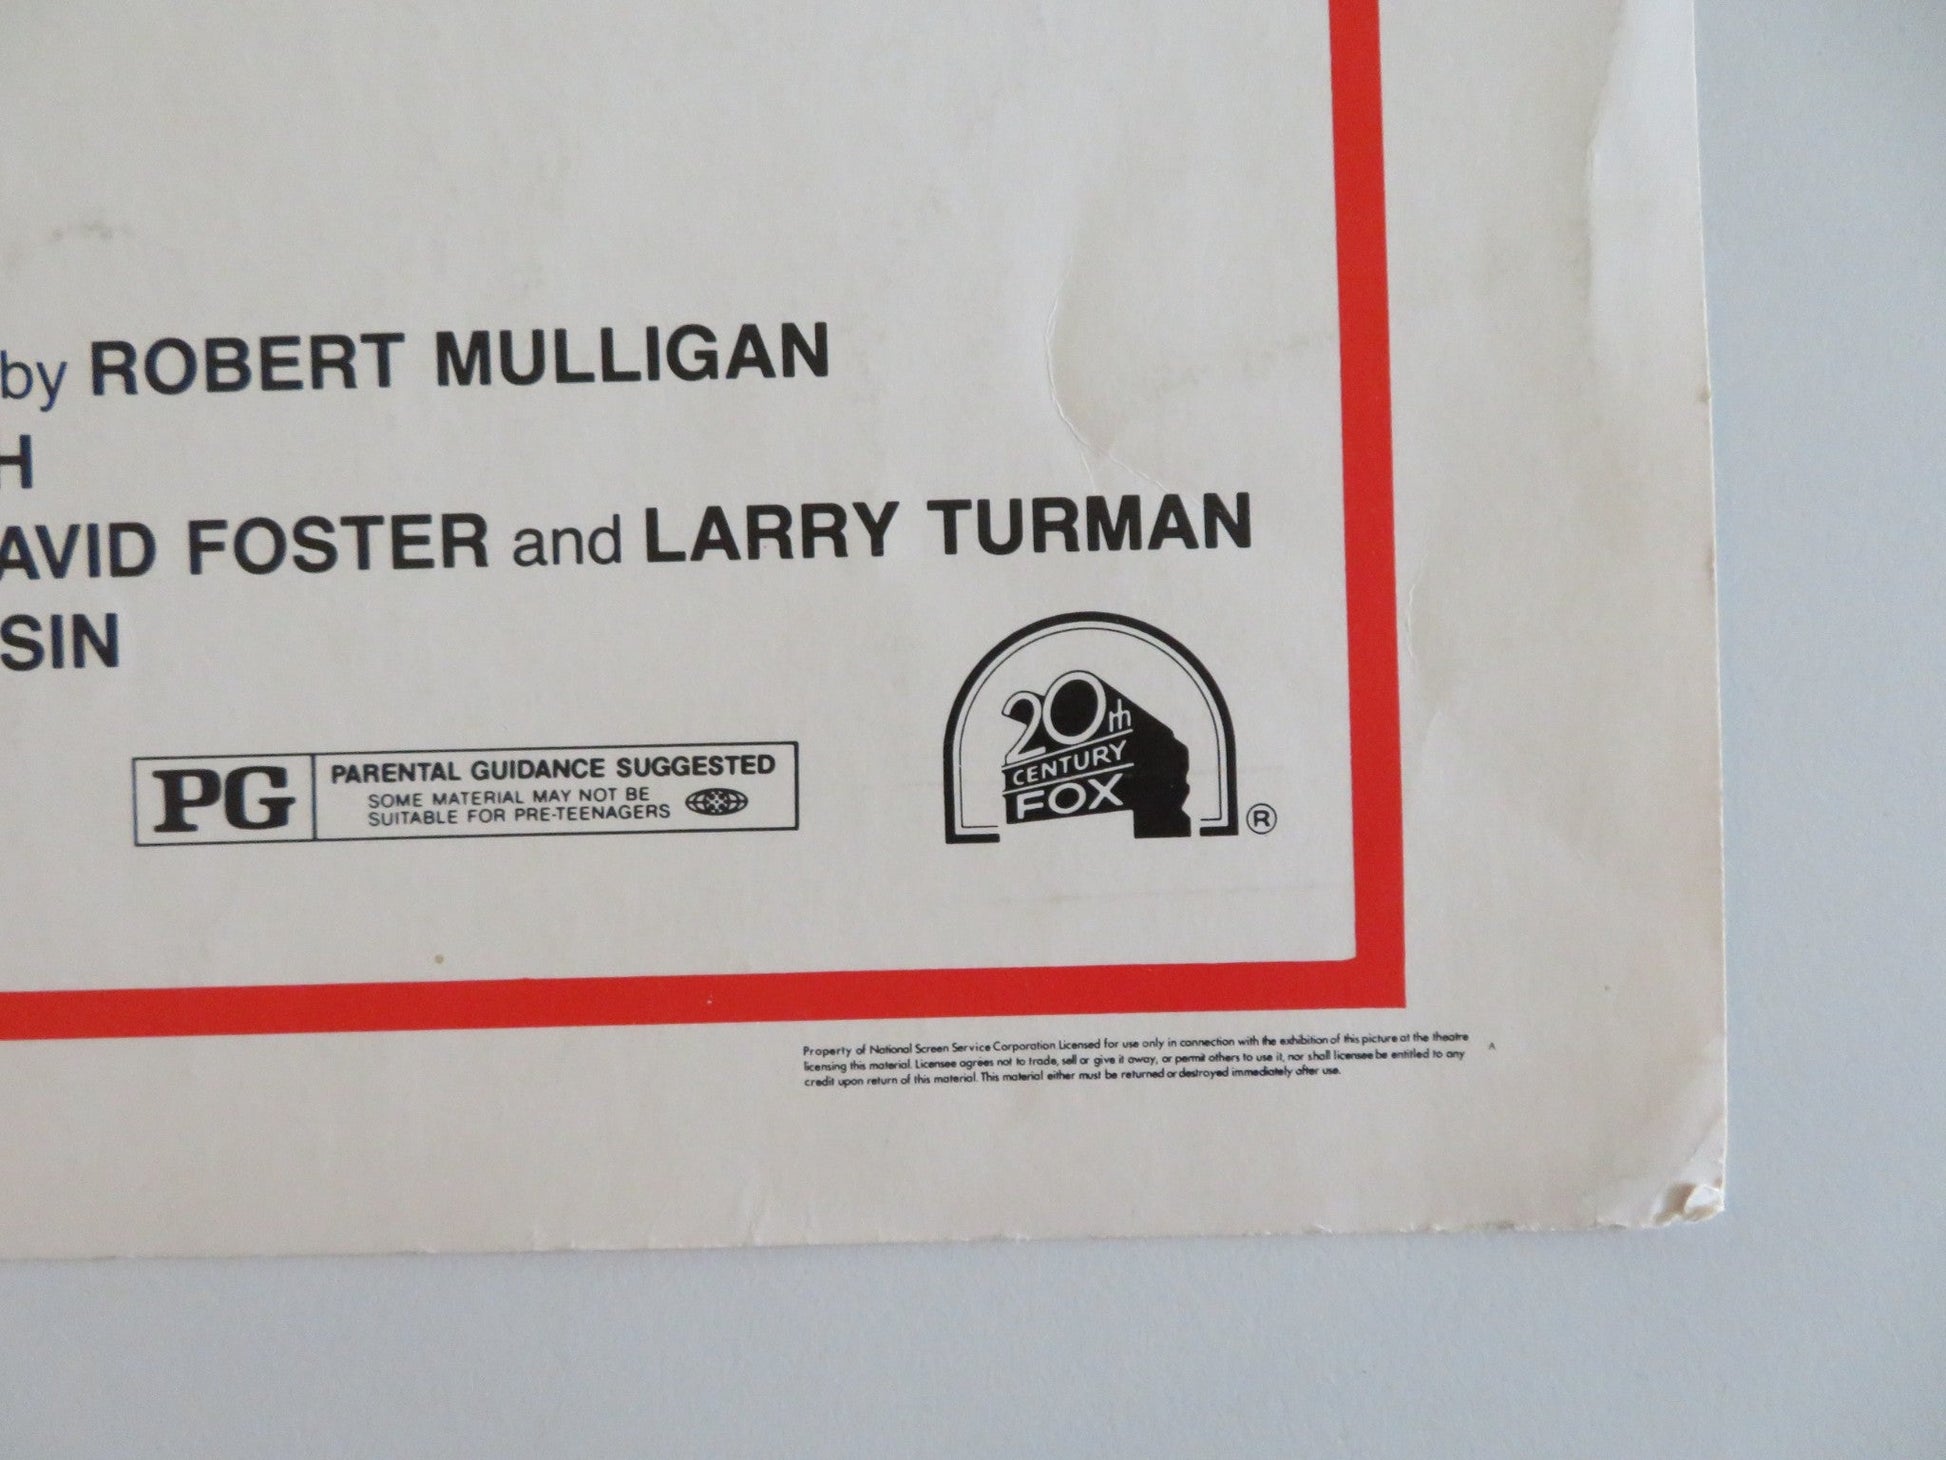 by ROBERT MULLIGAN
H
AVID FOSTER and LARRY TURMAN
SIN
PG
PARENTAL GUIDANCE SUGGESTED
SOME MATERIAL MAY NOT BE
SUITABLE FOR PRE-TEENAGERS
20th
CENTURY
FOX
®
Property of National Screen Service Corporation Licensed for use only in connection with the exhibition of this picture at the theatre
licensing this material. Licensee agrees not to trade, sell or give it away, or permit others to use it, nor shall licensee be entitled to any
credit upon return of this material. This material either must be returned or destroyed immediately after use.
A